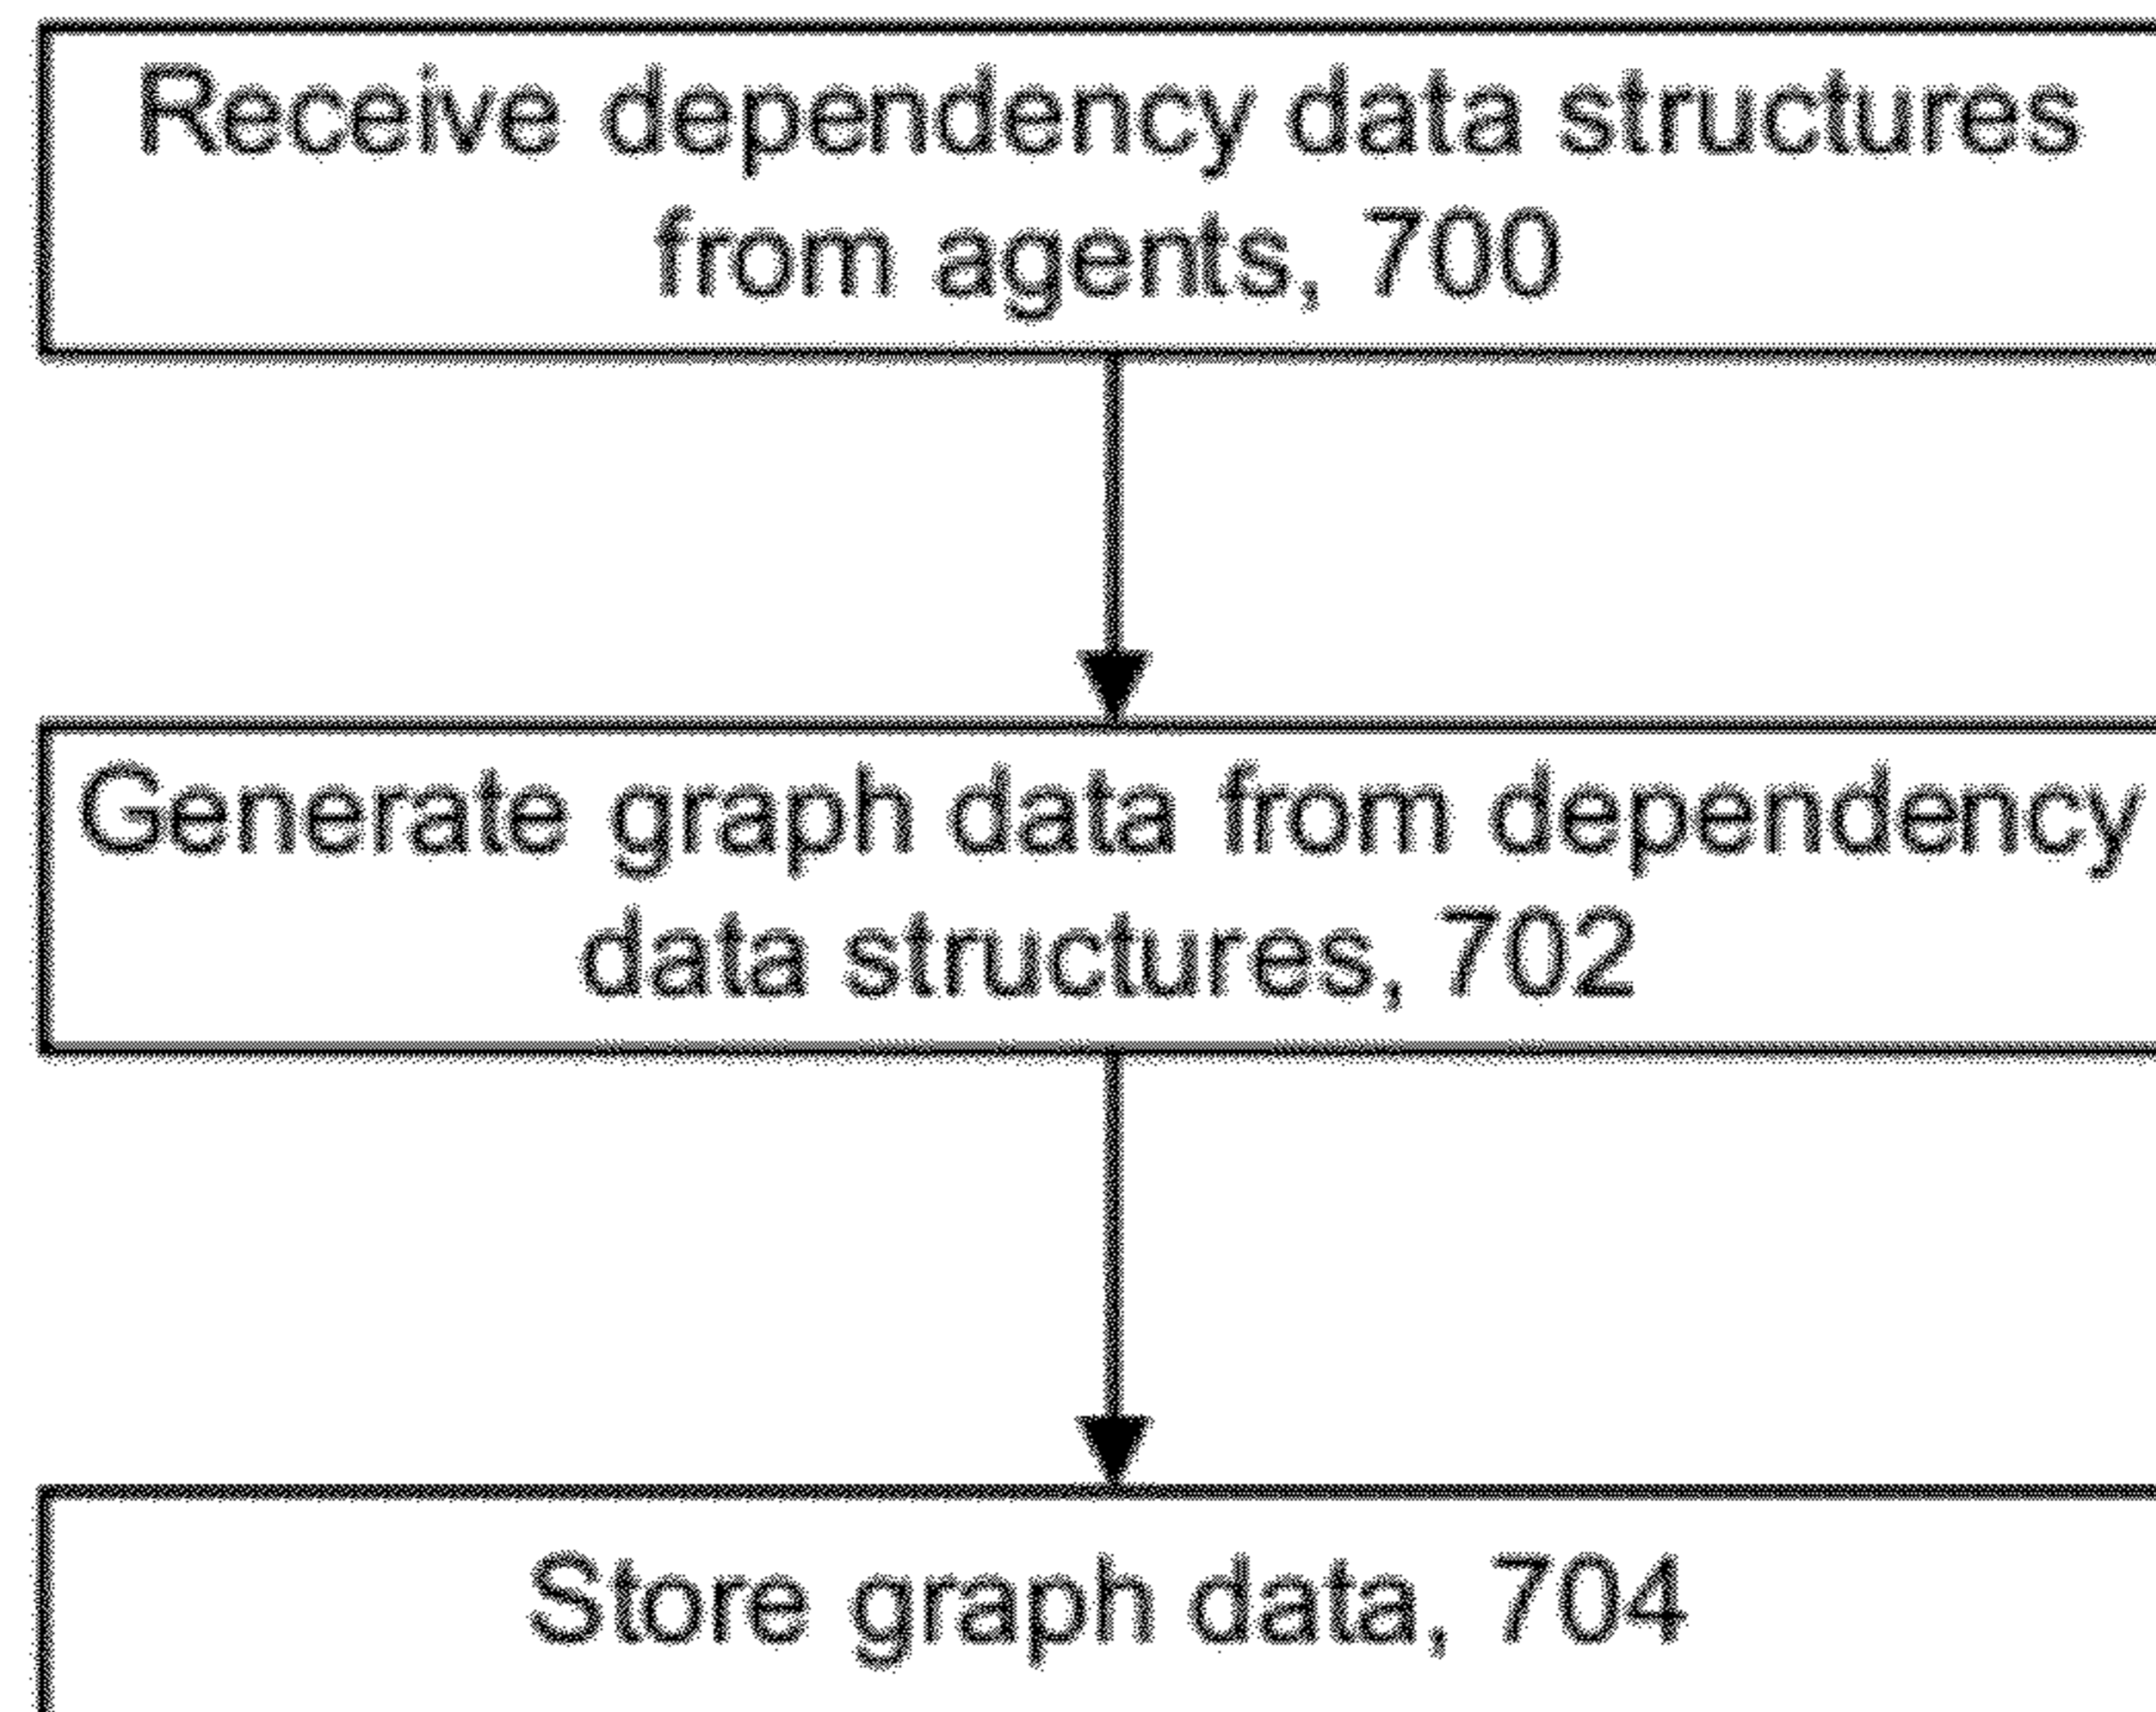 Receive dependency data structures
from agents, 700
Generate graph data from dependency
data structures, 702
Store graph data, 704